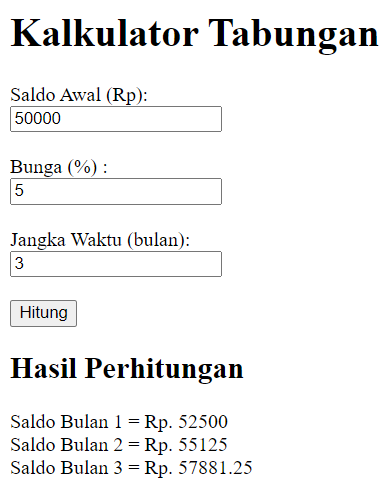 Kalkulator Tabungan
Saldo Awal (Rp):
50000
Bunga (%) :
5
Jangka Waktu (bulan):
3
Hitung
Hasil Perhitungan
Saldo Bulan 1 = Rp. 52500
Saldo Bulan 2 = Rp. 55125
Saldo Bulan 3 = Rp. 57881.25